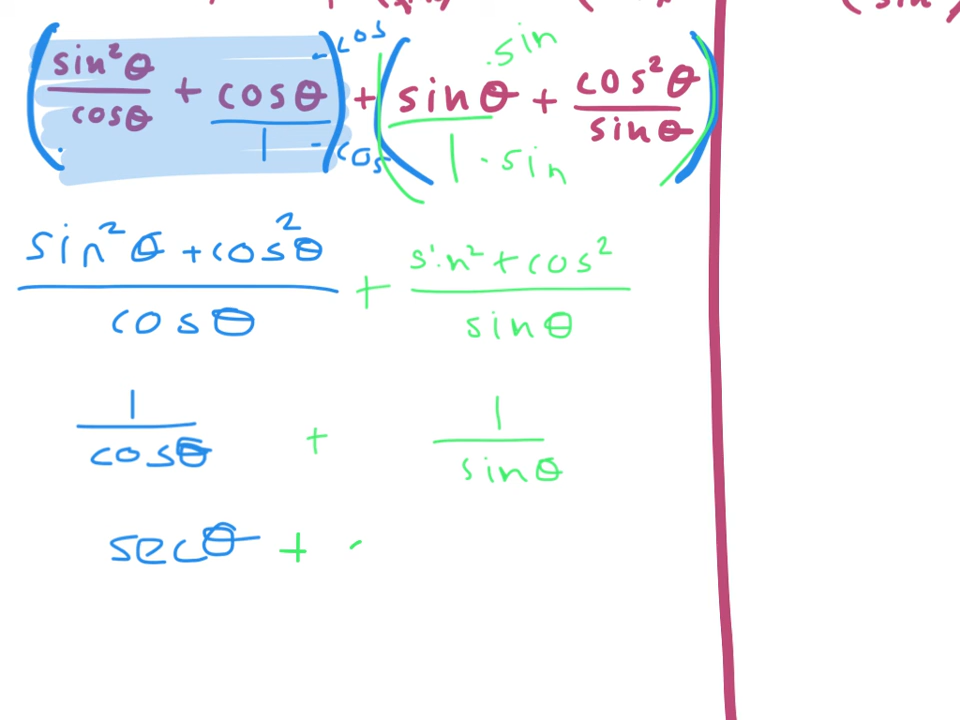 (sin²θ/cosθ + cosθ/1 · cos/· cos) + (sinθ/1 · sin/· sin + cos²θ/sinθ)
sin²θ + cos²θ/cosθ + sin² + cos²/sinθ
1/cosθ + 1/sinθ
secθ +